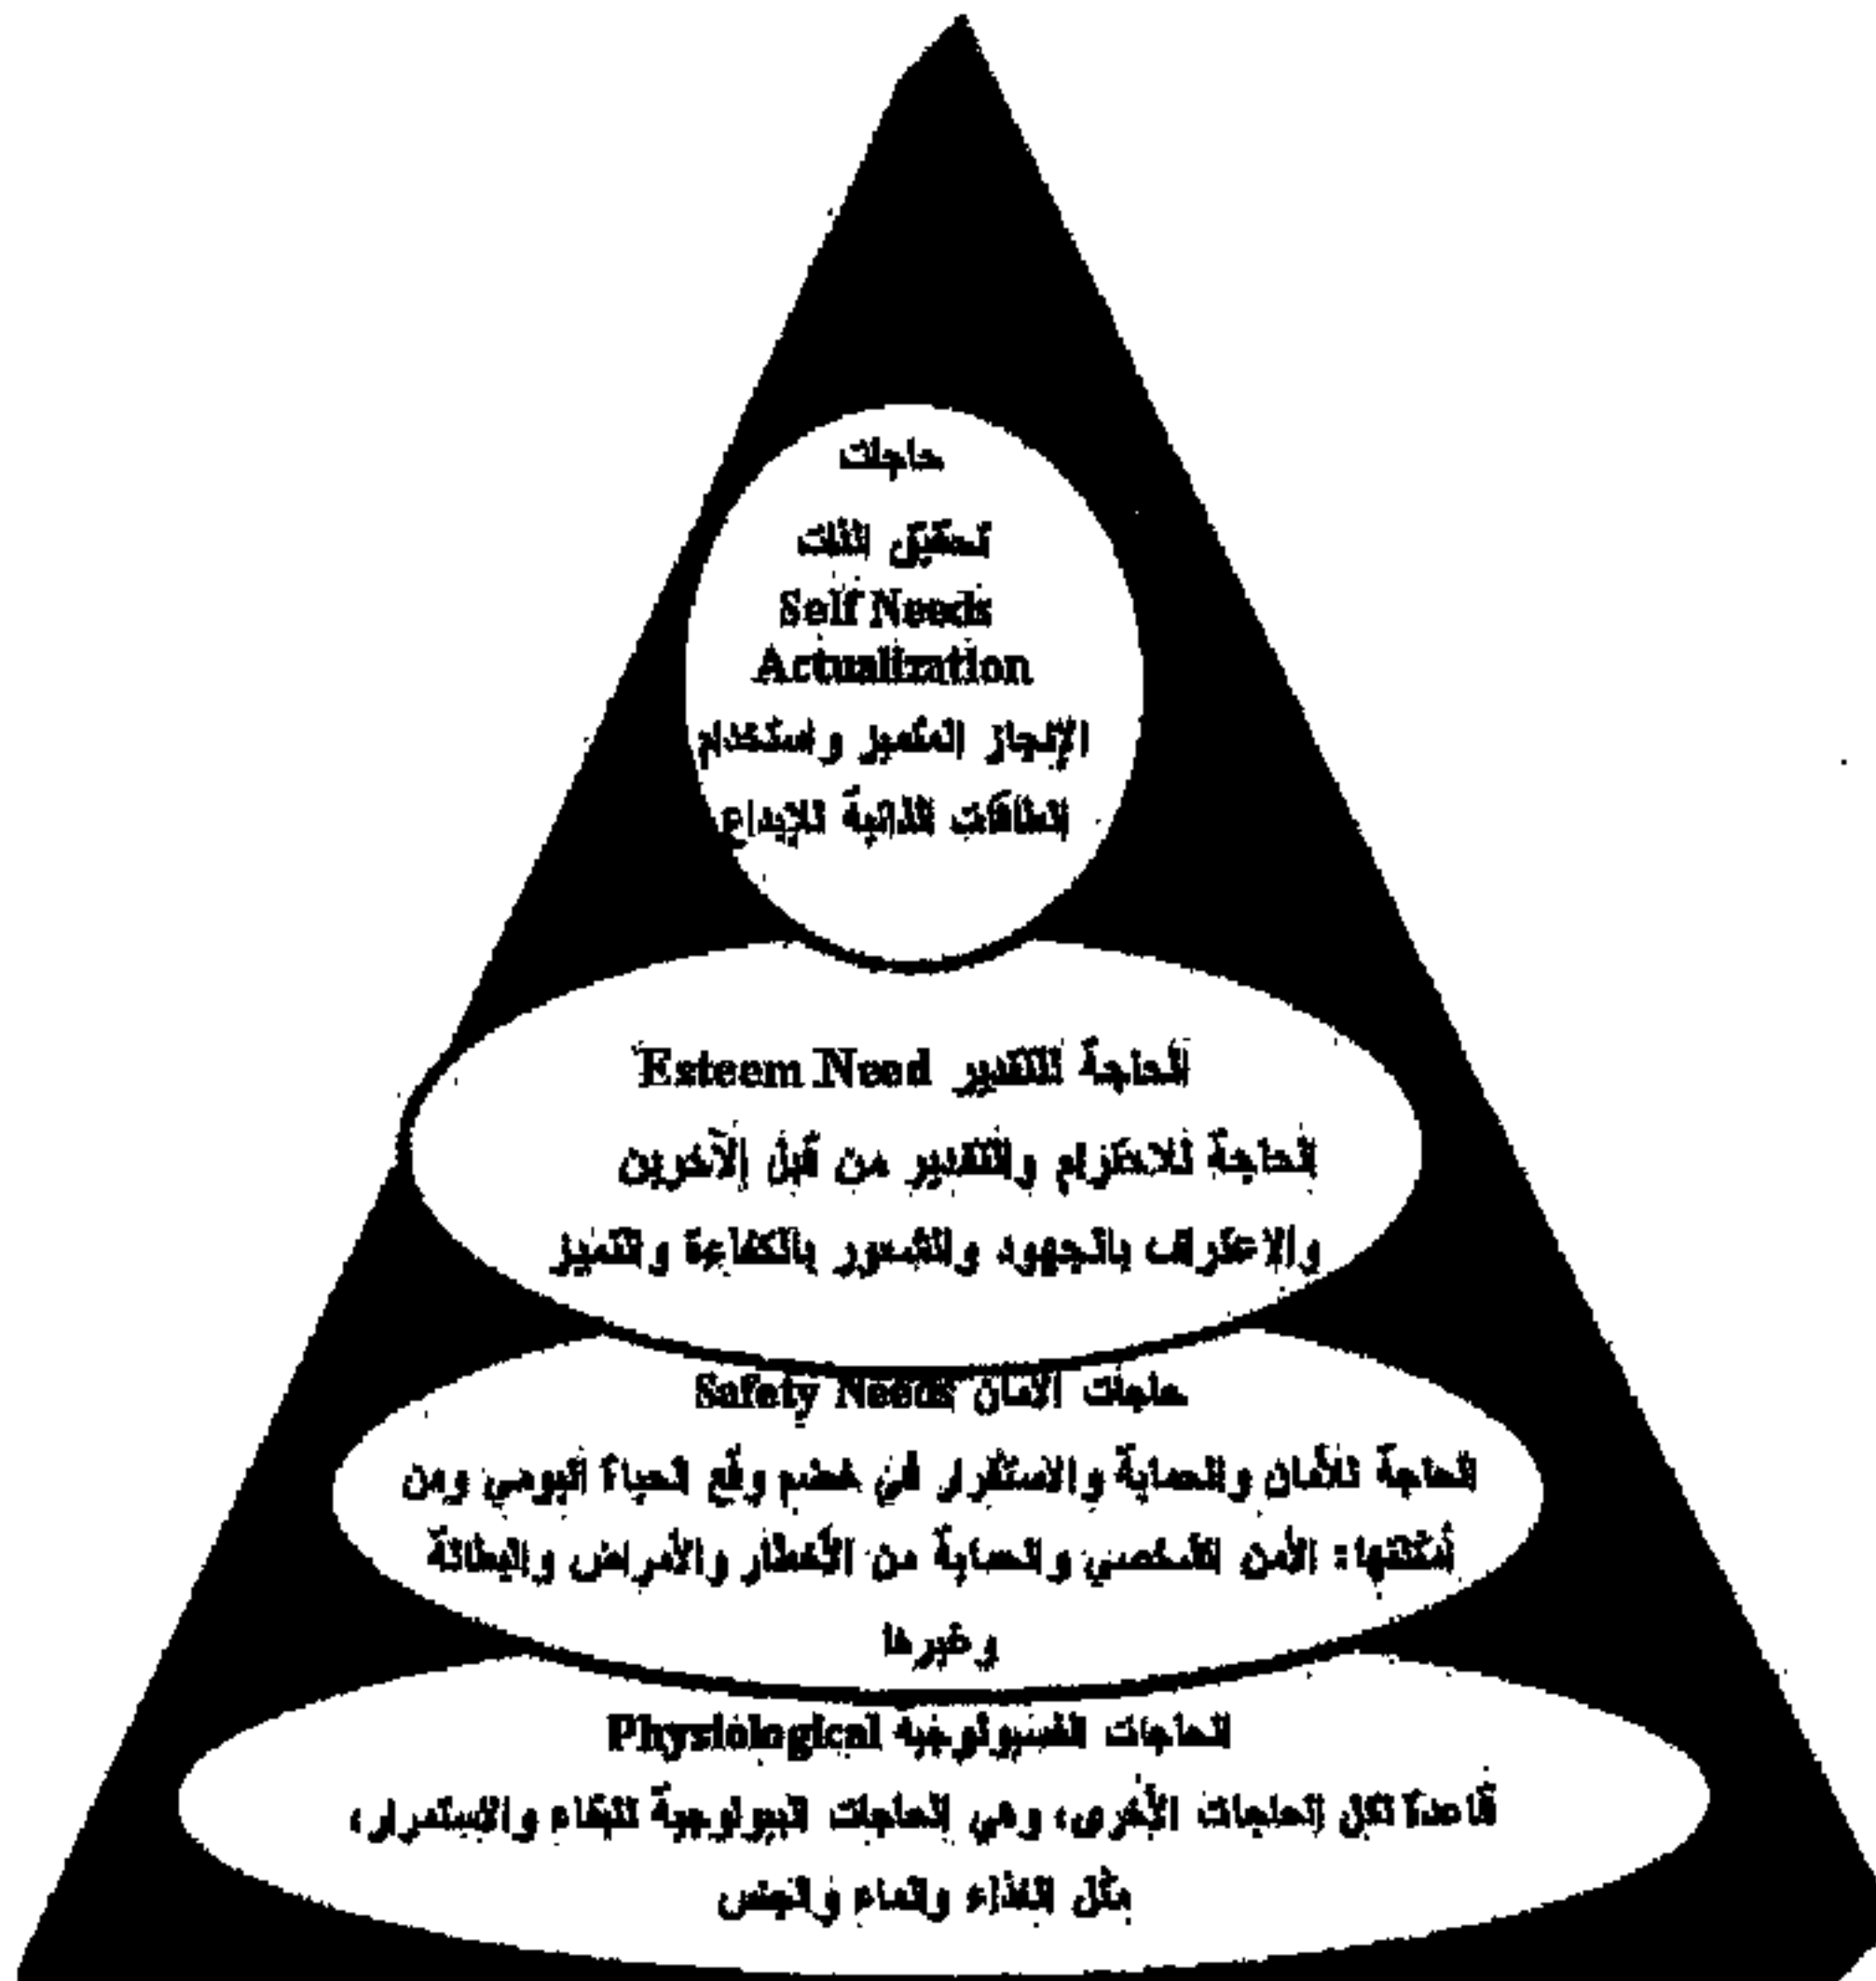 حاجات
تحقيق الذات
Self Needs
Actualization
الإنجاز المتميز واستخدام
الطاقات الذاتية للإبداع
الحاجة للتقدير Esteem Need
الحاجة للاحترام والتقدير من قبل الآخرين
والاعتراف بالجهود والشعور بالكفاءة والتميز
حاجات الأمان Safety Needs
الحاجة للأمان والحماية والاستقرار في خضم وقع الحياة اليومي ومن
أمثلتها: الأمن الشخصي والحماية من الأخطار والأمراض والبطالة
وغيرها
الحاجات الفسيولوجية Physiological
قاعدة لكل الحاجات الأخرى، وهي الحاجات البيولوجية للبقاء والاستمرار،
مثل الغذاء والماء والجنس